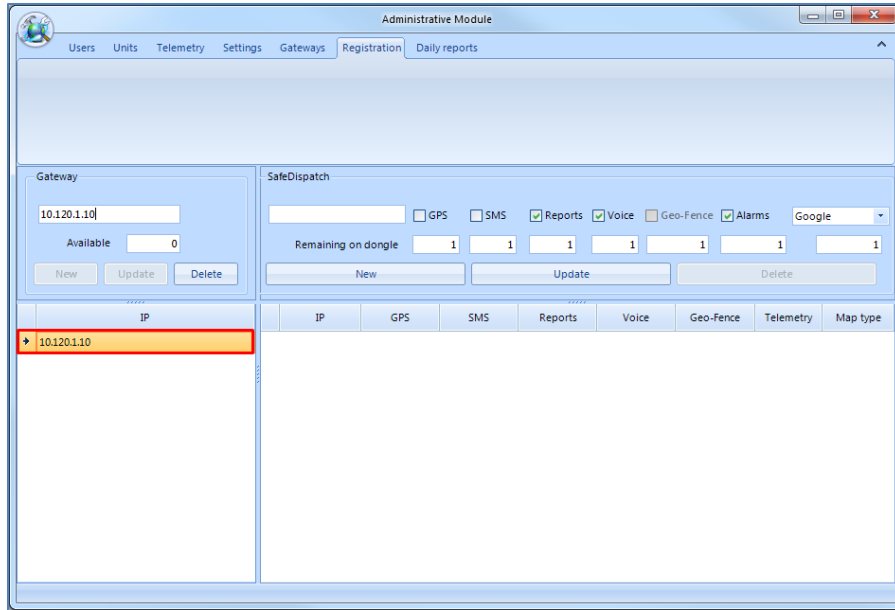 Administrative Module
Users Units Telemetry Settings Gateways Registration Daily reports
Gateway
10.120.1.10
Available 0
New Update Delete
SafeDispatch
GPS SMS Reports Voice Geo-Fence Alarms Google
Remaining on dongle 1 1 1 1 1 1 1
New Update Delete
IP
10.120.1.10
IP GPS SMS Reports Voice Geo-Fence Telemetry Map type